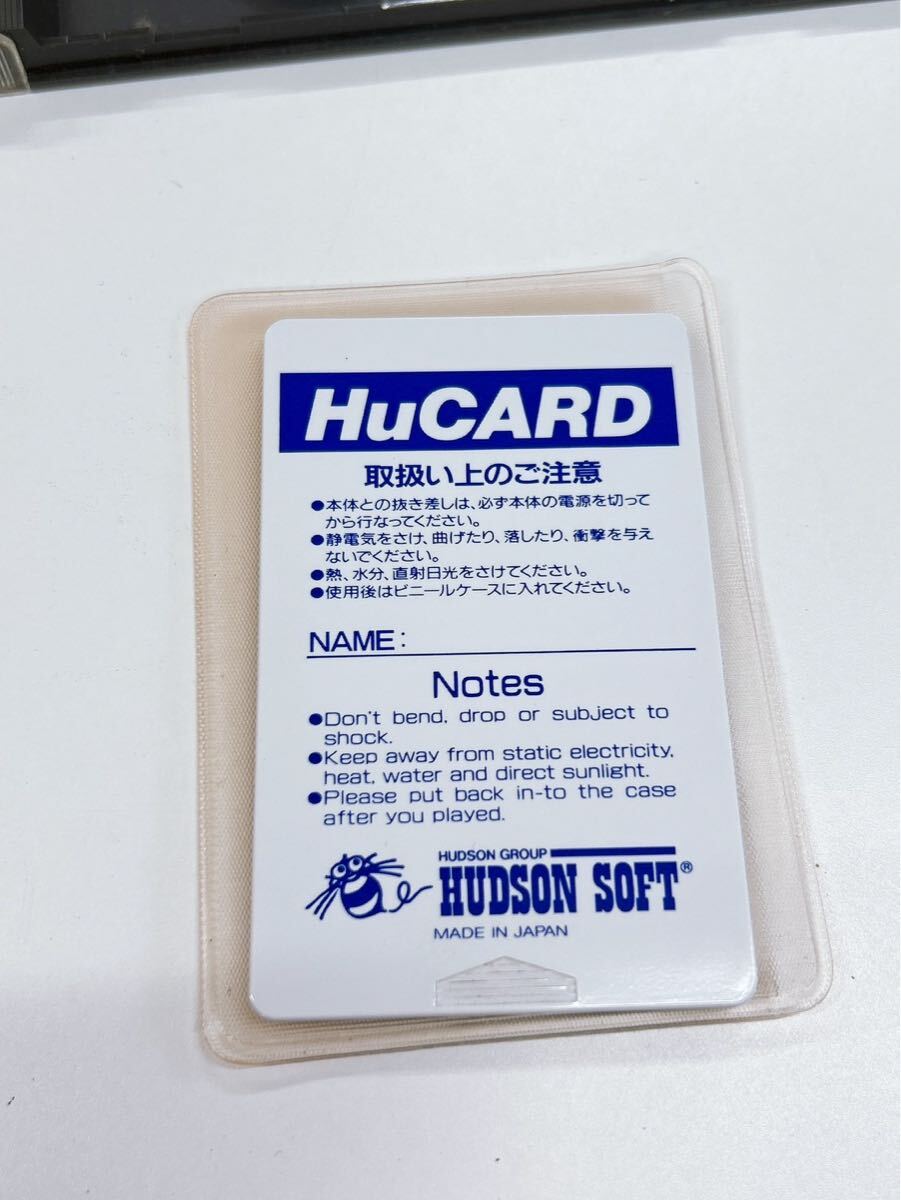 HuCARD
取扱い上のご注意
●本体との抜き差しは、必ず本体の電源を切って
から行なってください。
●静電気をさけ、曲げたり、落したり、衝撃を与え
ないでください。
●熱、水分、直射日光をさけてください。
●使用後はビニールケースに入れてください。
NAME:
Notes
●Don't bend, drop or subject to
shock.
●Keep away from static electricity,
heat, water and direct sunlight.
●Please put back in-to the case
after you played.
HUDSON GROUP
HUDSON SOFT®
MADE IN JAPAN